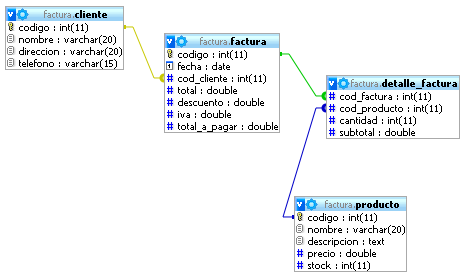 factura.cliente
codigo : int(11)
nombre : varchar(20)
direccion : varchar(20)
telefono : varchar(15)
factura.factura
codigo : int(11)
fecha : date
cod_cliente : int(11)
total : double
descuento : double
iva : double
total_a_pagar : double
factura.detalle_factura
cod_factura : int(11)
cod_producto : int(11)
cantidad : int(11)
subtotal : double
factura.producto
codigo : int(11)
nombre : varchar(20)
descripcion : text
precio : double
stock : int(11)